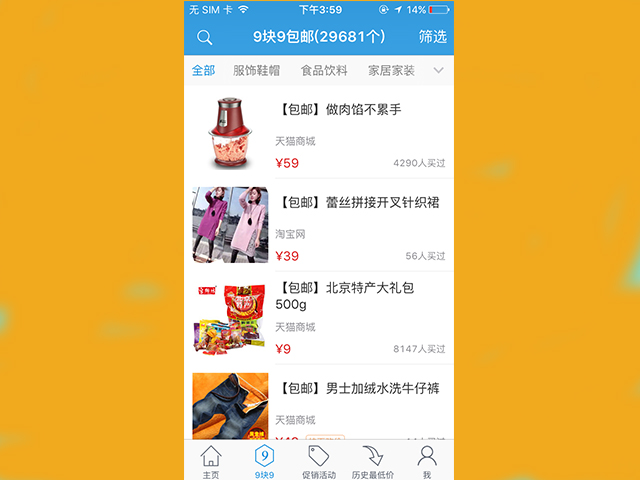 无 SIM 卡
下午3:59
14%
9块9包邮(29681个)
筛选
全部
服饰鞋帽
食品饮料
家居家装
【包邮】做肉馅不累手
天猫商城
¥59
4290人买过
【包邮】蕾丝拼接开叉针织裙
淘宝网
¥39
56人买过
【包邮】北京特产大礼包
500g
天猫商城
¥9
8147人买过
【包邮】男士加绒水洗牛仔裤
天猫商城
主页
9
9块9
促销活动
历史最低价
我